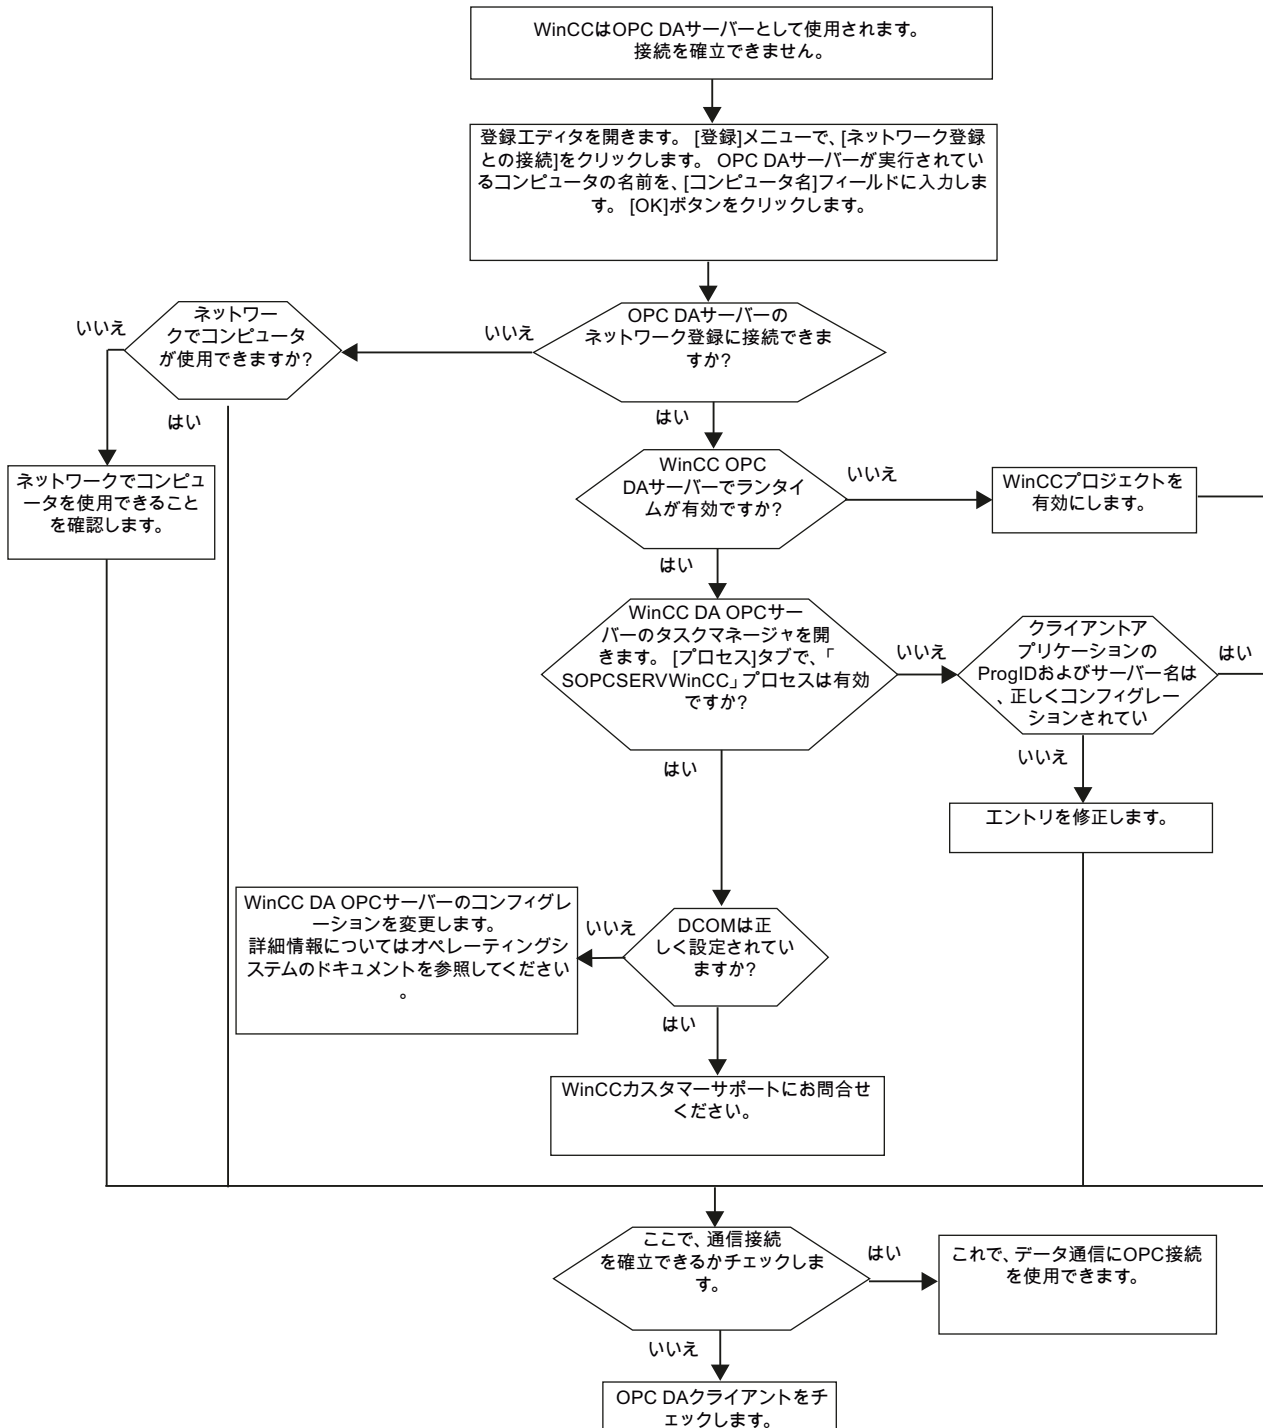 WinCCはOPC DAサーバーとして使用されます。
接続を確立できません。
登録エディタを開きます。 [登録]メニューで、[ネットワーク登録
との接続]をクリックします。 OPC DAサーバーが実行されてい
るコンピュータの名前を、[コンピュータ名]フィールドに入力しま
す。 [OK]ボタンをクリックします。
いいえ
ネットワー
クでコンピュータ
が使用できますか?
いいえ
OPC DAサーバーの
ネットワーク登録に接続できま
すか?
はい
はい
ネットワークでコンピュ
ータを使用できること
を確認します。
WinCC OPC
DAサーバーでランタイ
ムが有効ですか?
いいえ
WinCCプロジェクトを
有効にします。
はい
WinCC DA OPCサー
バーのタスクマネージャを開
きます。 [プロセス]タブで、「
SOPCSERVWinCC」プロセスは有効
ですか?
いいえ
クライアントア
プリケーションの
ProgIDおよびサーバー名は
、正しくコンフィグレー
ションされてい
はい
はい
いいえ
エントリを修正します。
WinCC DA OPCサーバーのコンフィグレ
ーションを変更します。
詳細情報についてはオペレーティングシ
ステムのドキュメントを参照してください
。
いいえ
DCOMは正
しく設定されてい
ますか?
はい
WinCCカスタマーサポートにお問合せ
ください。
ここで、通信接続
を確立できるかチェックしま
す。
はい
これで、データ通信にOPC接続
を使用できます。
いいえ
OPC DAクライアントをチ
ェックします。